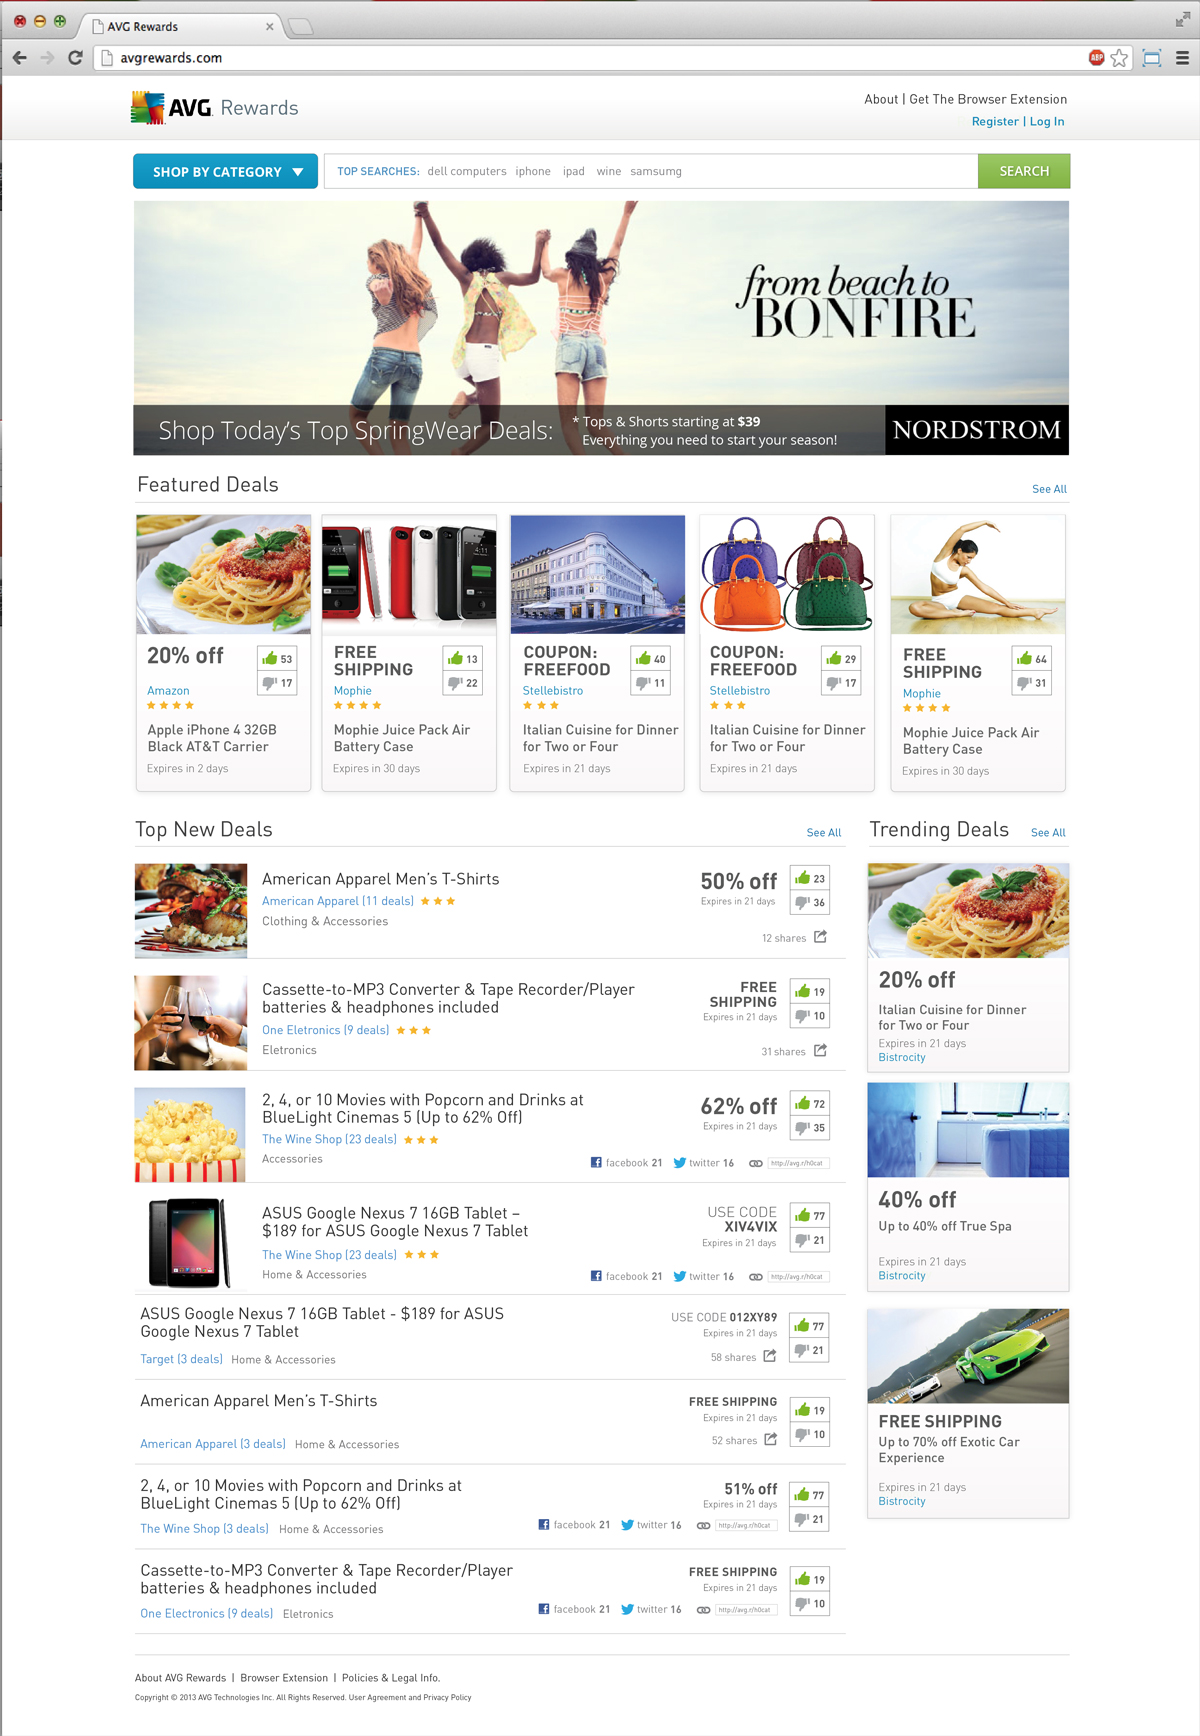 AVG Rewards
avgrewards.com
ABP
AVG Rewards
About | Get The Browser Extension
Register | Log In
SHOP BY CATEGORY
TOP SEARCHES: dell computers iphone ipad wine samsumg
SEARCH
from beach to
BONFIRE
Shop Today's Top SpringWear Deals:
* Tops & Shorts starting at $39
Everything you need to start your season!
NORDSTROM
Featured Deals
See All
20% off
53
17
Amazon
Apple iPhone 4 32GB
Black AT&T Carrier
Expires in 2 days
4:11
4:11
FREE
SHIPPING
13
22
Mophie
Mophie Juice Pack Air
Battery Case
Expires in 30 days
COUPON:
FREEFOOD
40
11
Stellebistro
Italian Cuisine for Dinner
for Two or Four
Expires in 21 days
COUPON:
FREEFOOD
29
17
Stellebistro
Italian Cuisine for Dinner
for Two or Four
Expires in 21 days
FREE
SHIPPING
64
31
Mophie
Mophie Juice Pack Air
Battery Case
Expires in 30 days
Top New Deals
See All
American Apparel Men's T-Shirts
American Apparel (11 deals)
Clothing & Accessories
50% off
Expires in 21 days
23
36
12 shares
Cassette-to-MP3 Converter & Tape Recorder/Player
batteries & headphones included
One Eletronics (9 deals)
Eletronics
FREE
SHIPPING
Expires in 21 days
19
10
31 shares
2, 4, or 10 Movies with Popcorn and Drinks at
BlueLight Cinemas 5 (Up to 62% Off)
The Wine Shop (23 deals)
Accessories
62% off
Expires in 21 days
72
35
facebook 21 twitter 16 http://avg.r/h0cat
ASUS Google Nexus 7 16GB Tablet –
$189 for ASUS Google Nexus 7 Tablet
The Wine Shop (23 deals)
Home & Accessories
USE CODE
XIV4VIX
Expires in 21 days
77
21
facebook 21 twitter 16 http://avg.r/h0cat
ASUS Google Nexus 7 16GB Tablet - $189 for ASUS
Google Nexus 7 Tablet
Target (3 deals) Home & Accessories
USE CODE 012XY89
Expires in 21 days
58 shares
77
21
American Apparel Men's T-Shirts
American Apparel (3 deals) Home & Accessories
FREE SHIPPING
Expires in 21 days
52 shares
19
10
2, 4, or 10 Movies with Popcorn and Drinks at
BlueLight Cinemas 5 (Up to 62% Off)
The Wine Shop (3 deals) Home & Accessories
51% off
Expires in 21 days
facebook 21 twitter 16 http://avg.r/h0cat
77
21
Cassette-to-MP3 Converter & Tape Recorder/Player
batteries & headphones included
One Electronics (9 deals) Eletronics
FREE SHIPPING
Expires in 21 days
facebook 21 twitter 16 http://avg.r/h0cat
19
10
Trending Deals
See All
20% off
Italian Cuisine for Dinner
for Two or Four
Expires in 21 days
Bistrocity
40% off
Up to 40% off True Spa
Expires in 21 days
Bistrocity
FREE SHIPPING
Up to 70% off Exotic Car
Experience
Expires in 21 days
Bistrocity
About AVG Rewards | Browser Extension | Policies & Legal Info.
Copyright © 2013 AVG Technologies Inc. All Rights Reserved. User Agreement and Privacy Policy